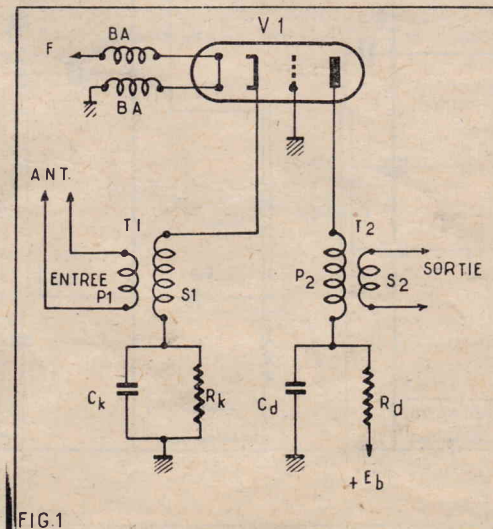 V1
BA
F
BA
ANT.
T1
T2
ENTREE
P1
S1
P2
S2
SORTIE
Ck
Rk
Cd
Rd
+Eb
FIG.1